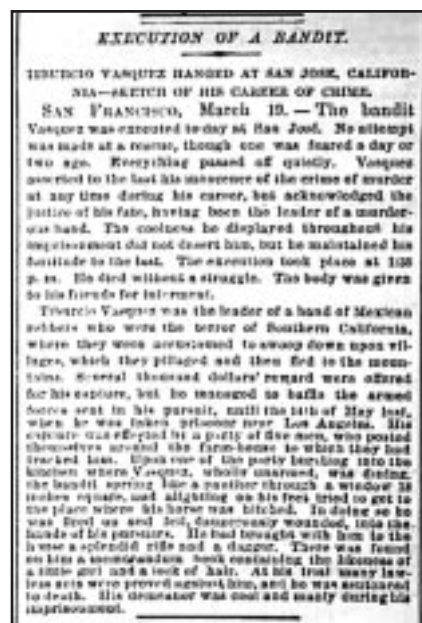 EXECUTION OF A BANDIT.
TIBURCIO VASQUEZ HANGED AT SAN JOSE, CALIFOR-
NIA—SKETCH OF HIS CAREER OF CRIME.
SAN FRANCISCO, March 19.—The bandit
Vasquez was executed to-day at San José. No attempt
was made at a rescue, though one was feared a day or
two ago. Everything passed off quietly. Vasquez
asserted to the last his innocence of the crime of murder
at any time during his career, but acknowledged the
justice of his fate, having been the leader of a murder-
ous band. The coolness he displayed throughout his
imprisonment did not desert him, but he maintained his
fortitude to the last. The execution took place at
p. m. He died without a struggle. The body was given
to his friends for interment.
Tiburcio Vasquez was the leader of a band of Mexican
robbers who were the terror of Southern California,
where they were accustomed to swoop down upon vil-
lages, which they pillaged and then fled to the moun-
tains. Several thousand dollars' reward were offered
for his capture, but he managed to baffle the armed
forces sent in his pursuit, until the 14th of May last,
when he was taken prisoner near Los Angeles. His
capture was effected by a party of five men, who posted
themselves around the farm-house to which they had
tracked him. Upon one of the party bursting into the
kitchen where Vasquez, wholly unarmed, was dining,
the bandit sprang like a panther through a window
inches square, and alighting on his feet tried to get to
the place where his horse was hitched. In doing so he
was fired on and fell, dangerously wounded, into the
hands of his pursuers. He had brought with him to the
house a splendid rifle and a dagger. There was found
on him a memorandum book containing the likeness of
a little girl and a lock of hair. At his trial many law-
less acts were proved against him, and he was sentenced
to death. His demeanor was cool and manly during his
imprisonment.